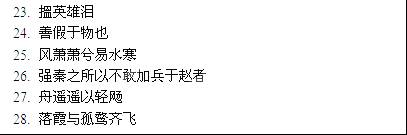 23. 揾英雄泪
24. 善假于物也
25. 风萧萧兮易水寒
26. 强秦之所以不敢加兵于赵者
27. 舟遥遥以轻飏
28. 落霞与孤鹜齐飞